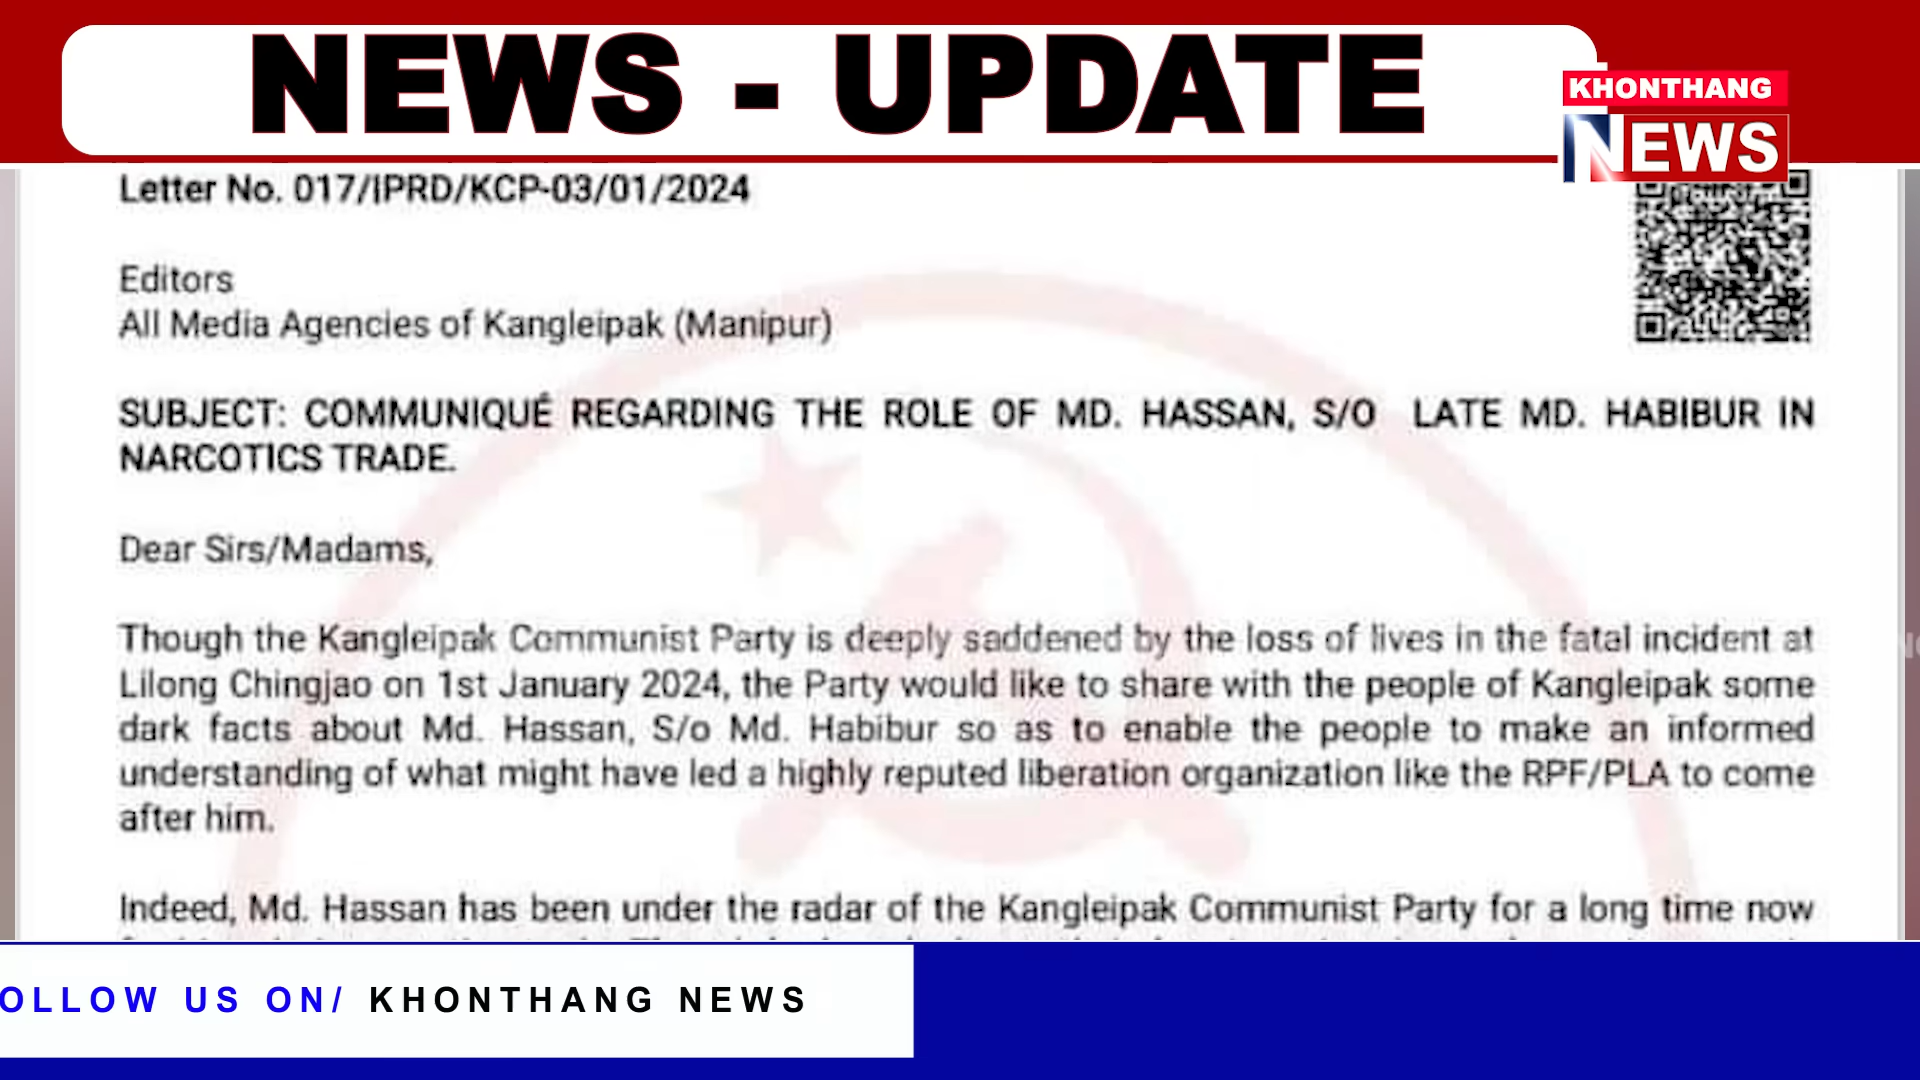 NEWS - UPDATE
KHONTHANG
NEWS
Letter No. 017/IPRD/KCP-03/01/2024
Editors
All Media Agencies of Kangleipak (Manipur)
SUBJECT: COMMUNIQUÉ REGARDING THE ROLE OF MD. HASSAN, S/O LATE MD. HABIBUR IN
NARCOTICS TRADE.
Dear Sirs/Madams,
Though the Kangleipak Communist Party is deeply saddened by the loss of lives in the fatal incident at
Lilong Chingjao on 1st January 2024, the Party would like to share with the people of Kangleipak some
dark facts about Md. Hassan, S/o Md. Habibur so as to enable the people to make an informed
understanding of what might have led a highly reputed liberation organization like the RPF/PLA to come
after him.
Indeed, Md. Hassan has been under the radar of the Kangleipak Communist Party for a long time now
OLLOW US ON/ KHONTHANG NEWS